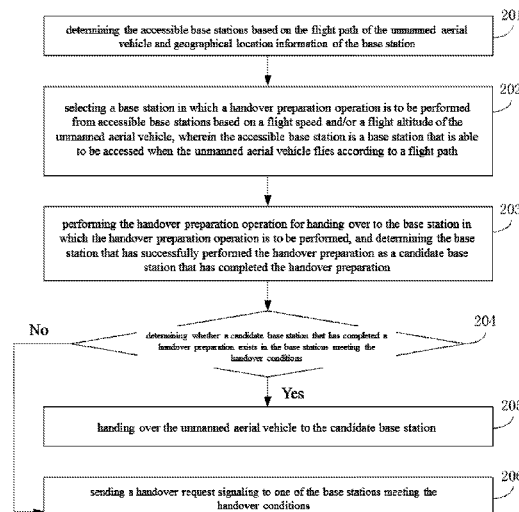 201
determining the accessible base stations based on the flight path of the unmanned aerial
vehicle and geographical location information of the base station
202
selecting a base station in which a handover preparation operation is to be performed
from accessible base stations based on a flight speed and/or a flight altitude of the
unmanned aerial vehicle, wherein the accessible base station is a base station that is able
to be accessed when the unmanned aerial vehicle flies according to a flight path
203
performing the handover preparation operation for handing over to the base station in
which the handover preparation operation is to be performed, and determining the base
station that has successfully performed the handover preparation as a candidate base
station that has completed the handover preparation
204
No
determining whether a candidate base station that has completed a
handover preparation exists in the base stations meeting the
handover conditions
Yes
205
handing over the unmanned aerial vehicle to the candidate base station
206
sending a handover request signaling to one of the base stations meeting the
handover conditions